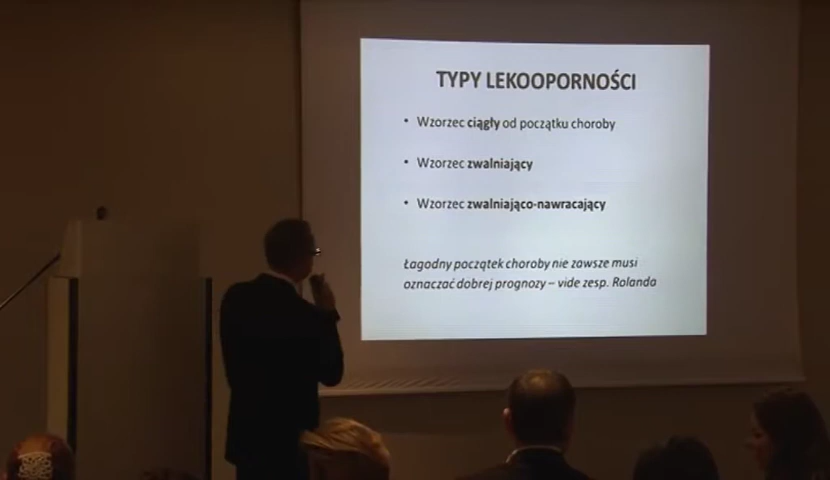 TYPY LEKOOPORNOŚCI
• Wzorzec ciągły od początku choroby
• Wzorzec zwalniający
• Wzorzec zwalniająco-nawracający
Łagodny początek choroby nie zawsze musi
oznaczać dobrej prognozy – vide zesp. Rolanda